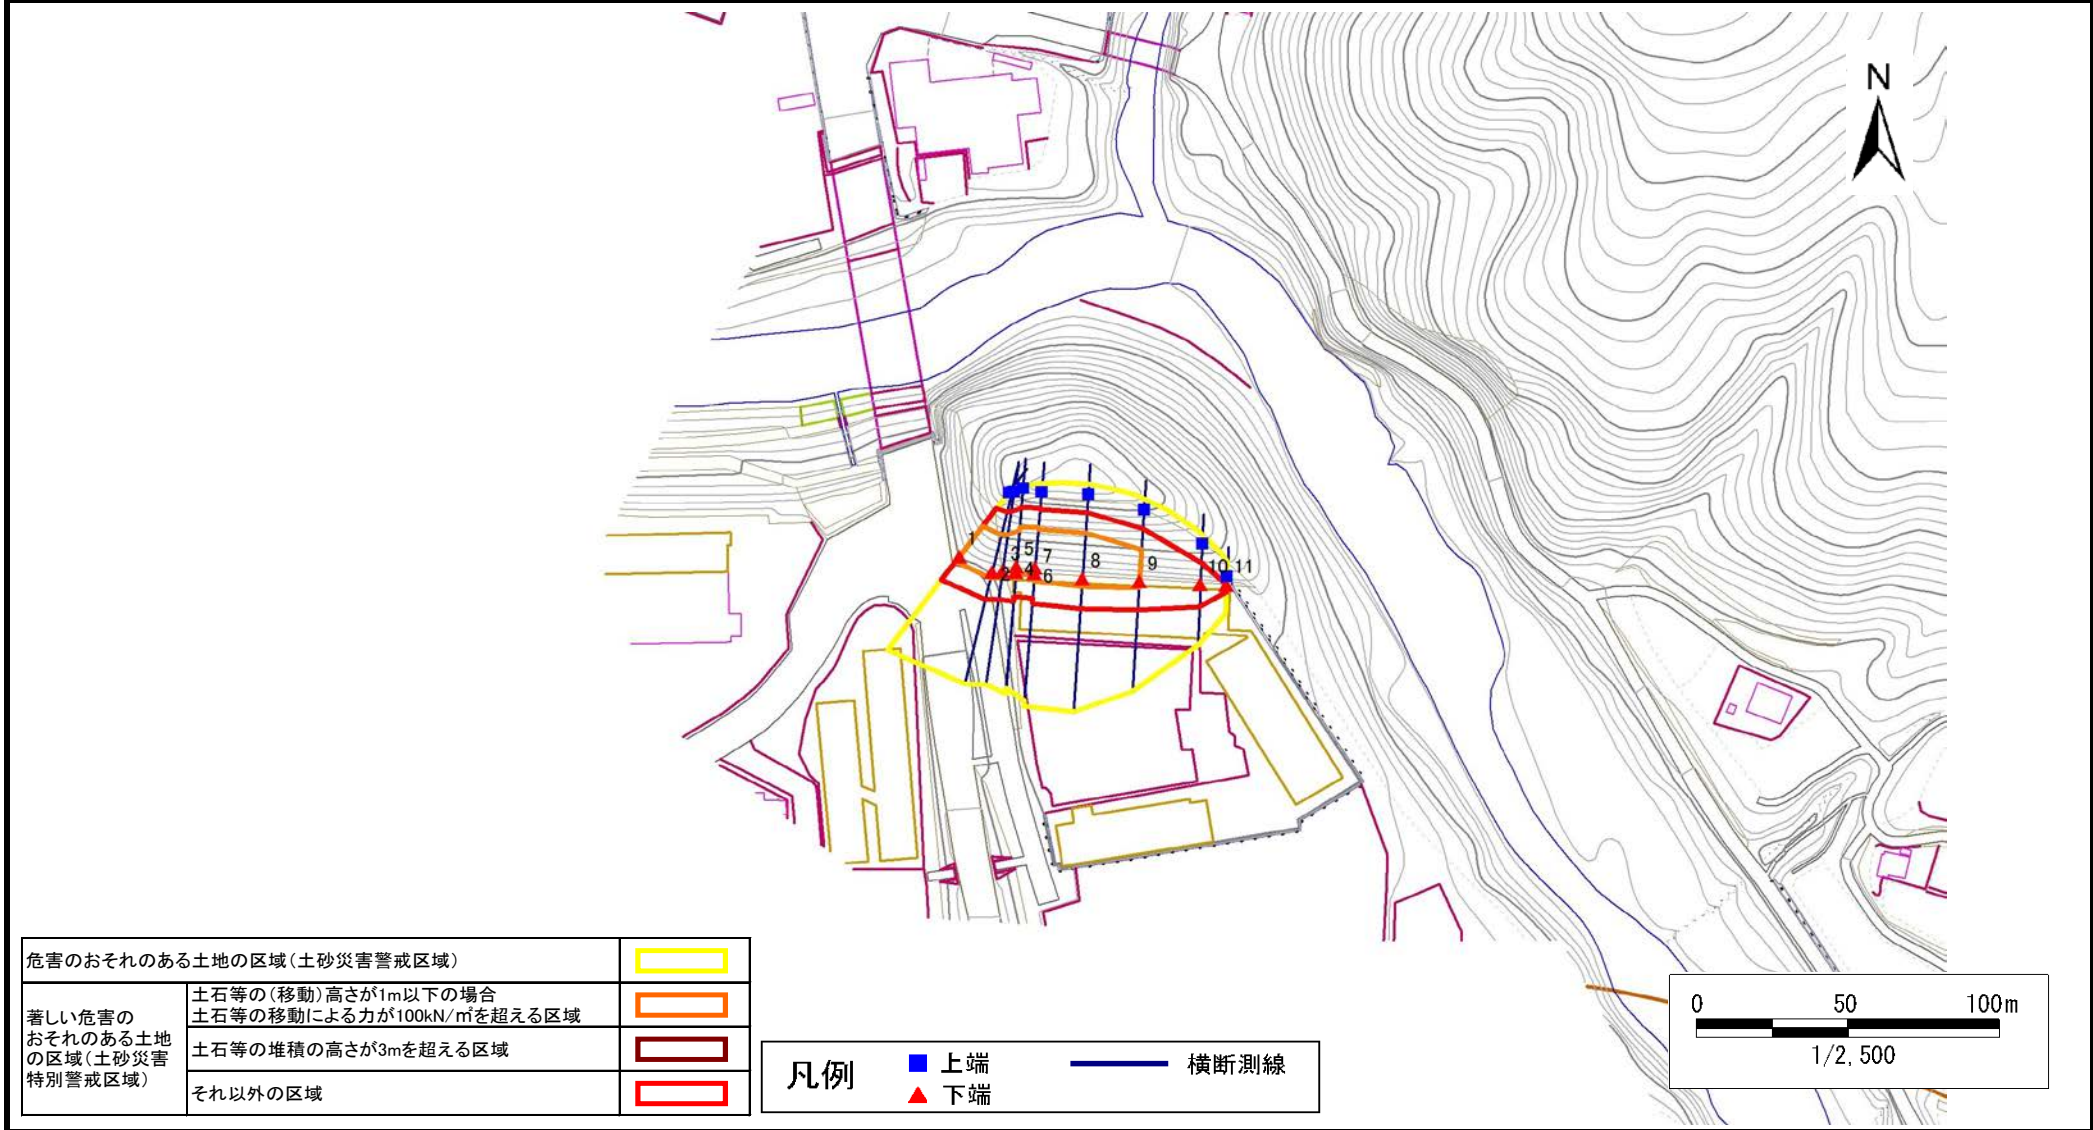 N
1
2
3
4
5
6
7
8
9
10
11
危害のおそれのある土地の区域（土砂災害警戒区域）
著しい危害の
おそれのある土地
の区域（土砂災害
特別警戒区域）
土石等の（移動）高さが1m以下の場合
土石等の移動による力が100kN/㎡を超える区域
土石等の堆積の高さが3mを超える区域
それ以外の区域
凡例
上端
下端
横断測線
0 50 100m
1/2,500